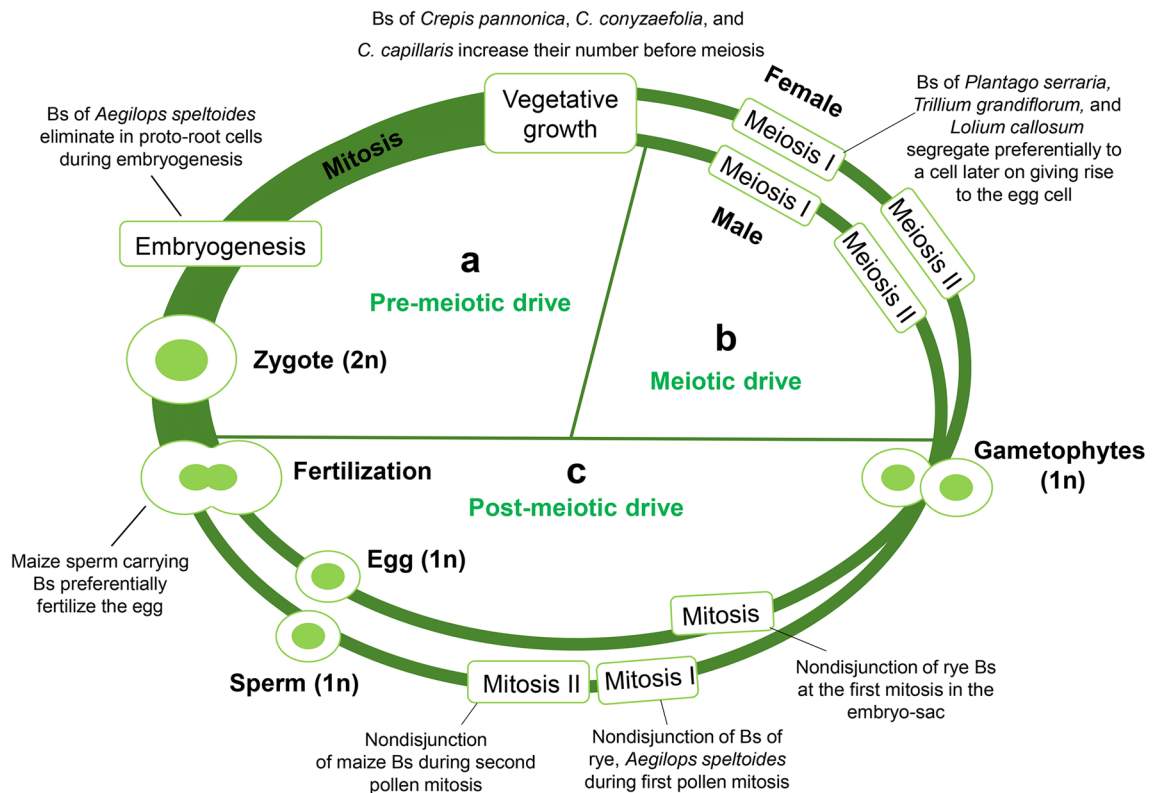 Bs of Crepis pannonica, C. conyzaefolia, and
C. capillaris increase their number before meiosis
Vegetative
growth
Female
Meiosis I
Meiosis II
Male
Meiosis I
Meiosis II
Bs of Plantago serraria,
Trillium grandiflorum, and
Lolium callosum
segregate preferentially to
a cell later on giving rise
to the egg cell
Bs of Aegilops speltoides
eliminate in proto-root cells
during embryogenesis
Mitosis
Embryogenesis
a
Pre-meiotic drive
b
Meiotic drive
Zygote (2n)
Fertilization
c
Post-meiotic drive
Gametophytes
(1n)
Maize sperm carrying
Bs preferentially
fertilize the egg
Egg (1n)
Mitosis
Sperm (1n)
Mitosis II
Mitosis I
Nondisjunction of rye Bs
at the first mitosis in the
embryo-sac
Nondisjunction
of maize Bs during second
pollen mitosis
Nondisjunction of Bs of
rye, Aegilops speltoides
during first pollen mitosis